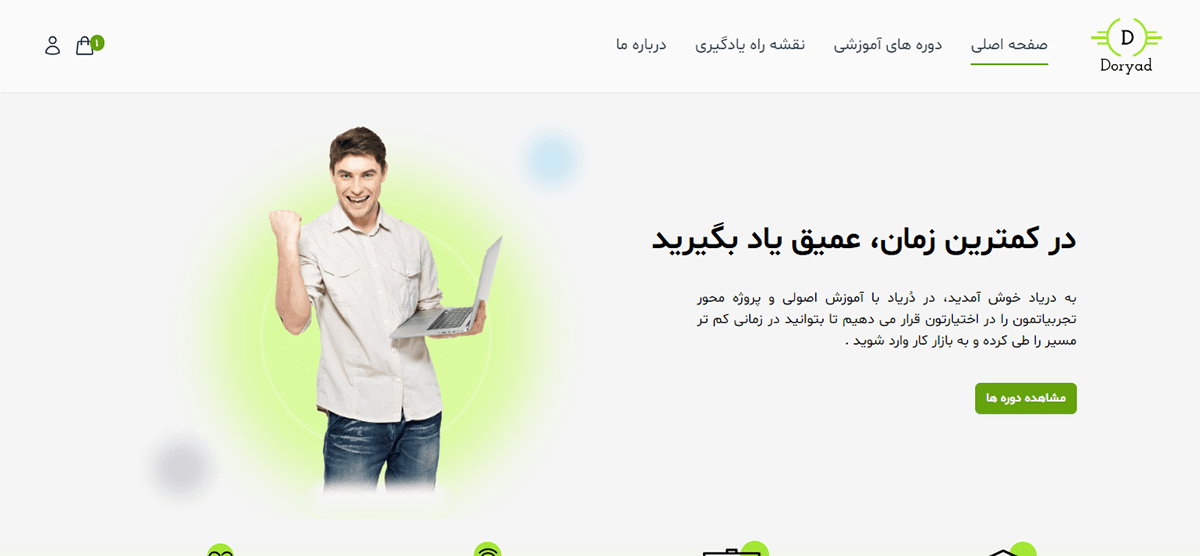 D
Doryad
صفحه اصلی
دوره های آموزشی
نقشه راه یادگیری
درباره ما
۱
در کمترین زمان، عمیق یاد بگیرید
به دریاد خوش آمدید، در دُریاد با آموزش اصولی و پروژه محور
تجربیاتمون را در اختیارتون قرار می دهیم تا بتوانید در زمانی کم تر
مسیر را طی کرده و به بازار کار وارد شوید .
مشاهده دوره ها